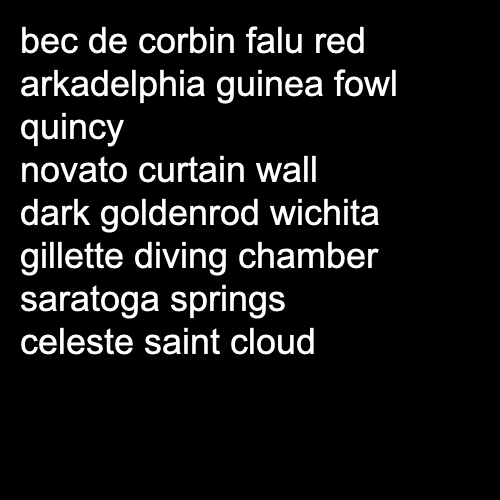 bec de corbin falu red
arkadelphia guinea fowl
quincy
novato curtain wall
dark goldenrod wichita
gillette diving chamber
saratoga springs
celeste saint cloud